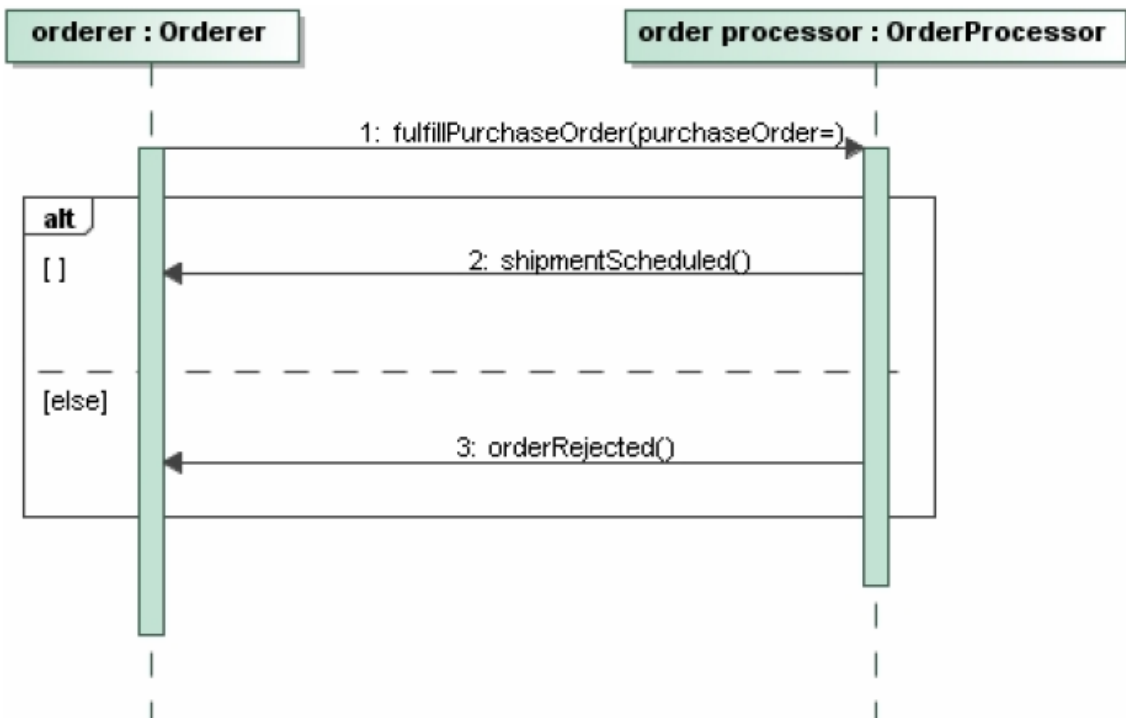 orderer : Orderer
order processor : OrderProcessor
1: fulfillPurchaseOrder(purchaseOrder=)
alt
[ ]
2: shipmentScheduled()
[else]
3: orderRejected()